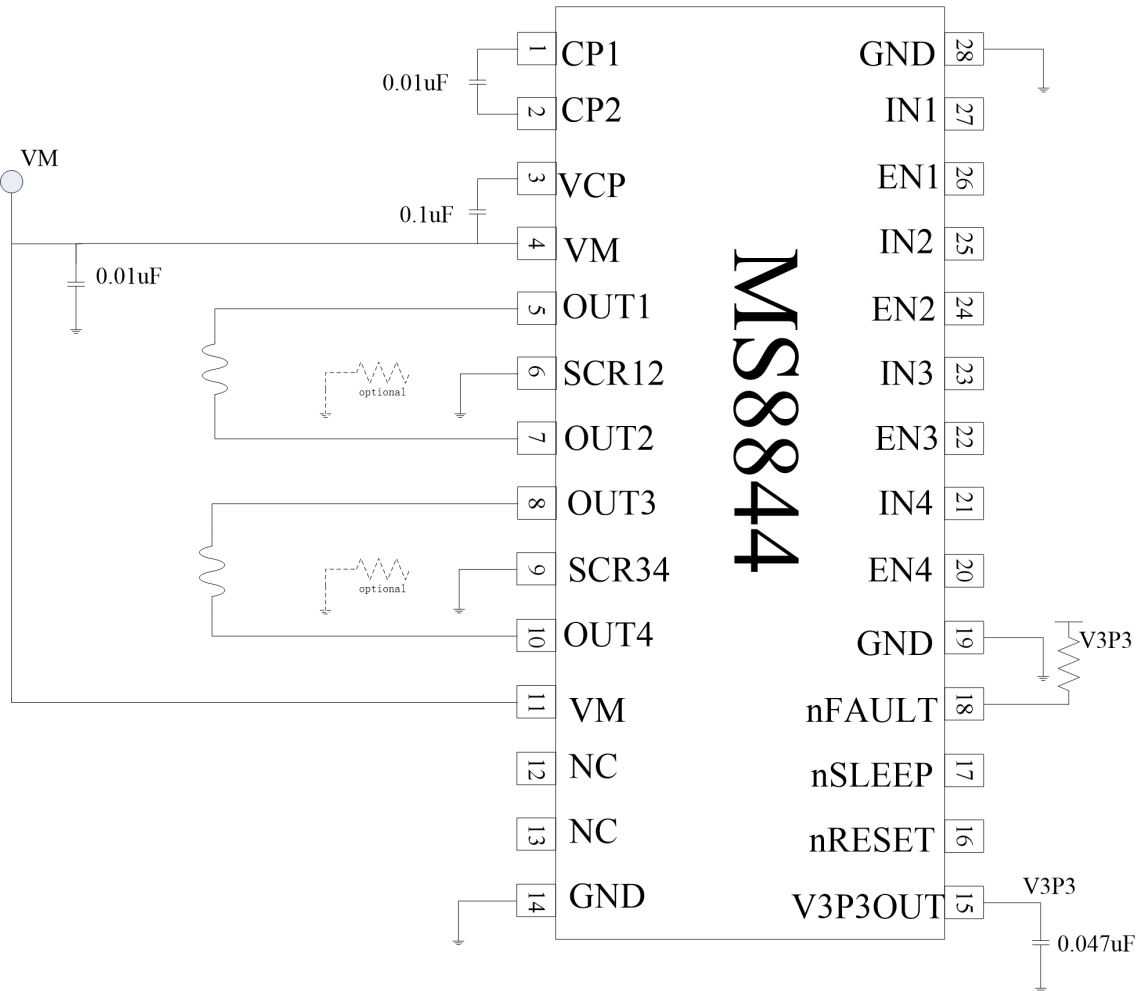 1 CP1
0.01uF
2 CP2
VM
3 VCP
0.1uF
4 VM
0.01uF
5 OUT1
6 SCR12
optional
7 OUT2
8 OUT3
9 SCR34
optional
10 OUT4
11 VM
12 NC
13 NC
14 GND
MS8844
GND 28
IN1 27
EN1 26
IN2 25
EN2 24
IN3 23
EN3 22
IN4 21
EN4 20
GND 19
V3P3
nFAULT 18
nSLEEP 17
nRESET 16
V3P3OUT 15
V3P3
0.047uF